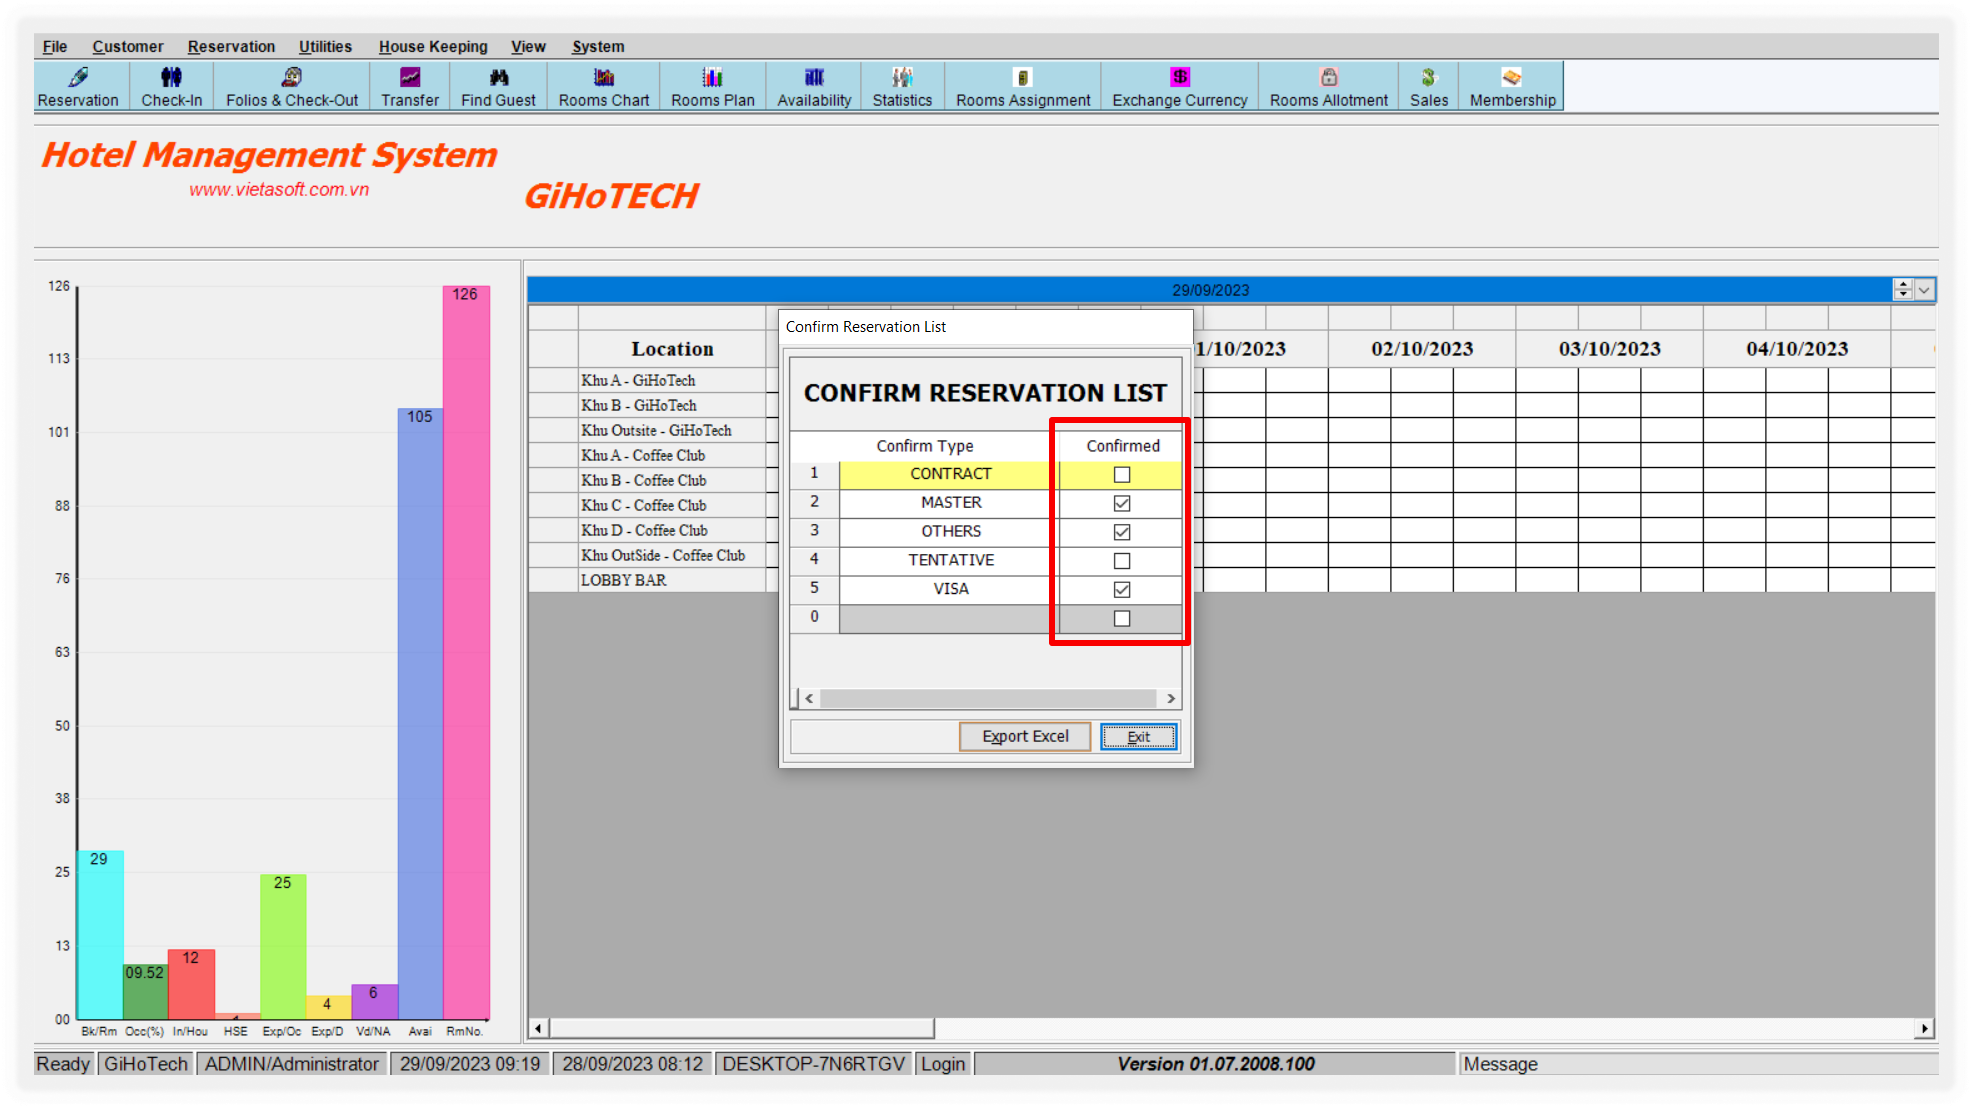 File Customer Reservation Utilities House Keeping View System
Reservation Check-In Folios & Check-Out Transfer Find Guest Rooms Chart Rooms Plan Availability Statistics Rooms Assignment Exchange Currency Rooms Allotment Sales Membership
Hotel Management System
www.vietasoft.com.vn
GiHoTECH
126
113
101
88
76
63
50
38
25
13
00
29
09.52
12
25
4
6
105
126
Bk/Rm Occ(%) In/Hou HSE Exp/Oc Exp/D Vd/NA Avai RmNo.
29/09/2023
Location 1/10/2023 02/10/2023 03/10/2023 04/10/2023
Khu A - GiHoTech
Khu B - GiHoTech
Khu Outsite - GiHoTech
Khu A - Coffee Club
Khu B - Coffee Club
Khu C - Coffee Club
Khu D - Coffee Club
Khu OutSide - Coffee Club
LOBBY BAR
Confirm Reservation List
CONFIRM RESERVATION LIST
Confirm Type Confirmed
1 CONTRACT
2 MASTER
3 OTHERS
4 TENTATIVE
5 VISA
0
Export Excel Exit
Ready GiHoTech ADMIN/Administrator 29/09/2023 09:19 28/09/2023 08:12 DESKTOP-7N6RTGV Login Version 01.07.2008.100 Message